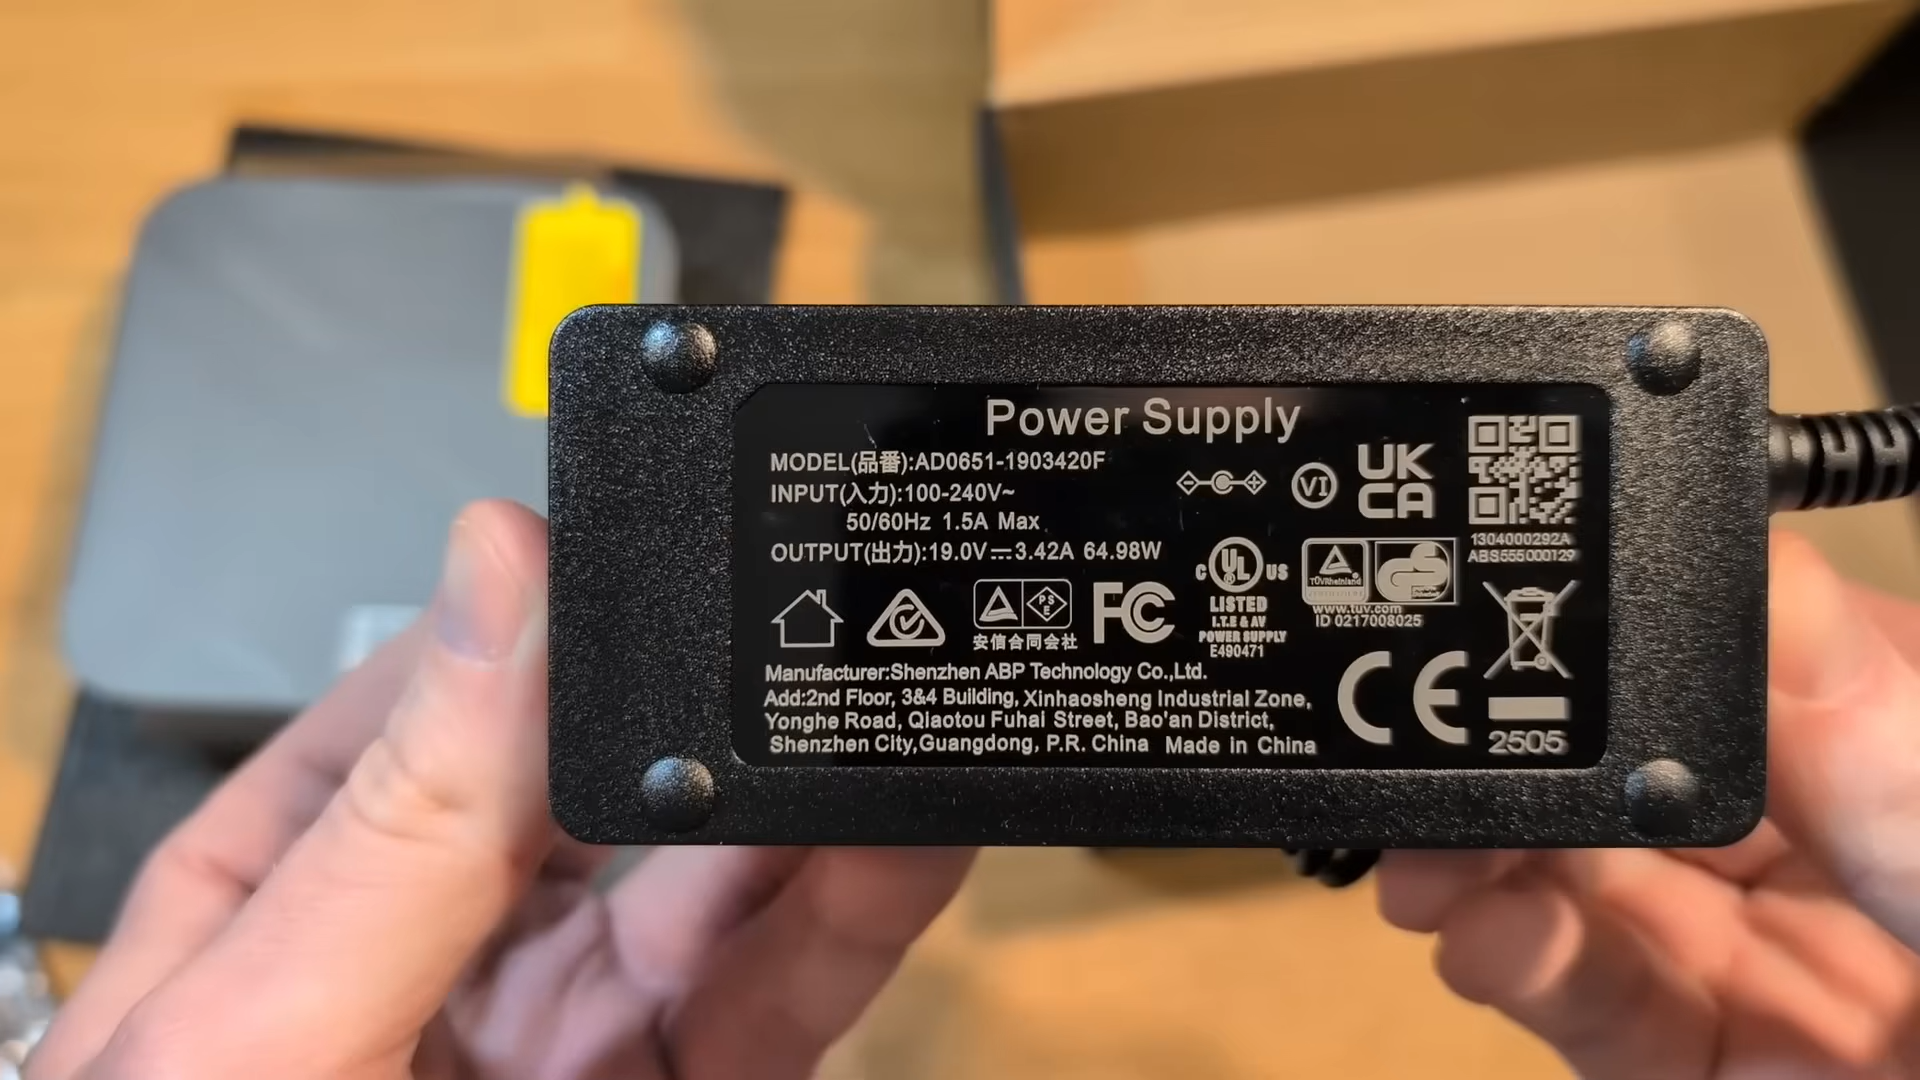 Power Supply
MODEL(品番):AD0651-1903420F
INPUT(入力):100-240V~
50/60Hz 1.5A Max
OUTPUT(出力):19.0V⎓3.42A 64.98W
VI
UK
CA
1304000292A
ABS555000129
PS
E
安信合同会社
FC
C UL US
®
LISTED
I.T.E & AV
POWER SUPPLY
E490471
TÜVRheinland
www.tuv.com
ID 0217008025
Manufacturer:Shenzhen ABP Technology Co.,Ltd.
Add:2nd Floor, 3&4 Building, Xinhaosheng Industrial Zone,
Yonghe Road, Qiaotou Fuhai Street, Bao'an District,
Shenzhen City,Guangdong, P.R. China Made in China
CE
2505